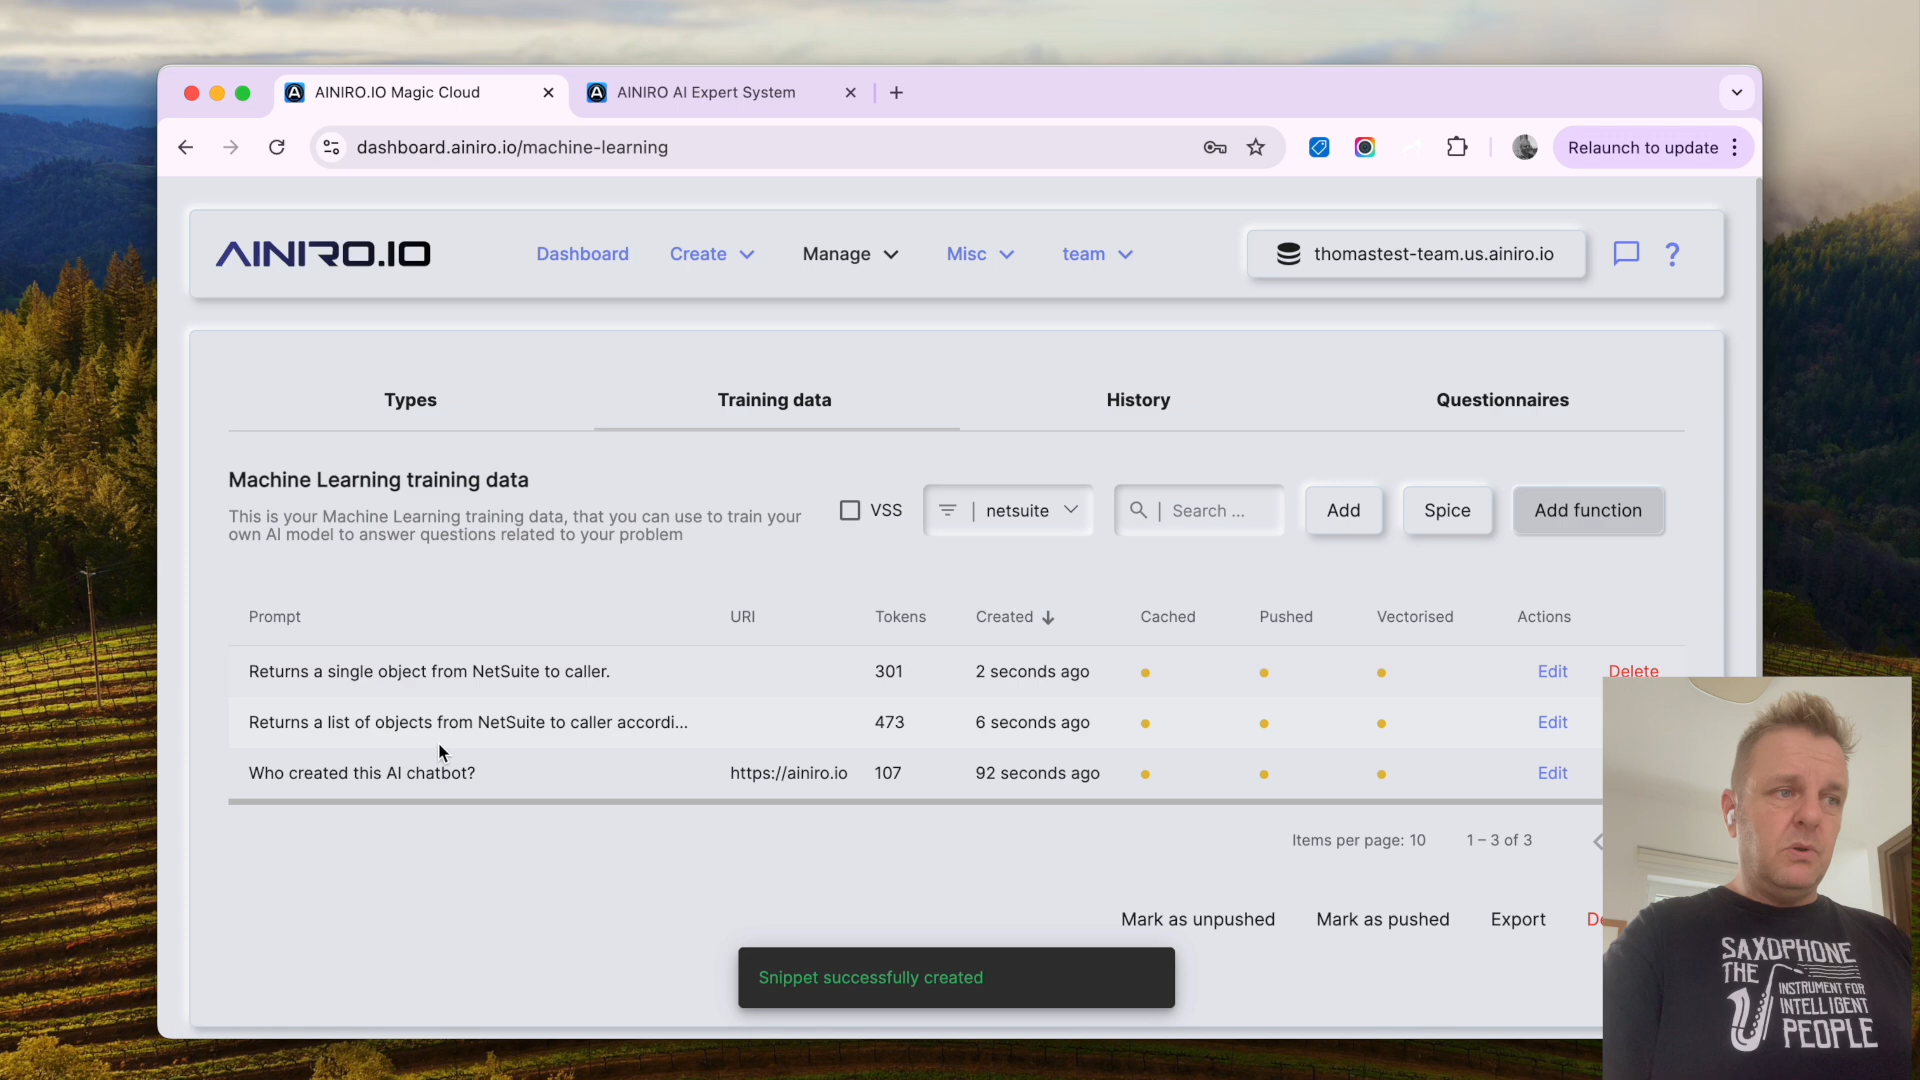 AINIRO.IO Magic Cloud
AINIRO AI Expert System
dashboard.ainiro.io/machine-learning
Relaunch to update
AINIRO.IO
Dashboard
Create
Manage
Misc
team
thomastest-team.us.ainiro.io
?
Types
Training data
History
Questionnaires
Machine Learning training data
This is your Machine Learning training data, that you can use to train your
own AI model to answer questions related to your problem
VSS
netsuite
Search ...
Add
Spice
Add function
Prompt URI Tokens Created Cached Pushed Vectorised Actions
Returns a single object from NetSuite to caller. 301 2 seconds ago Edit Delete
Returns a list of objects from NetSuite to caller accordi... 473 6 seconds ago Edit
Who created this AI chatbot? https://ainiro.io 107 92 seconds ago Edit
Items per page: 10 1 – 3 of 3
Mark as unpushed Mark as pushed Export
Snippet successfully created
SAXOPHONE
THE INSTRUMENT FOR
INTELLIGENT
PEOPLE